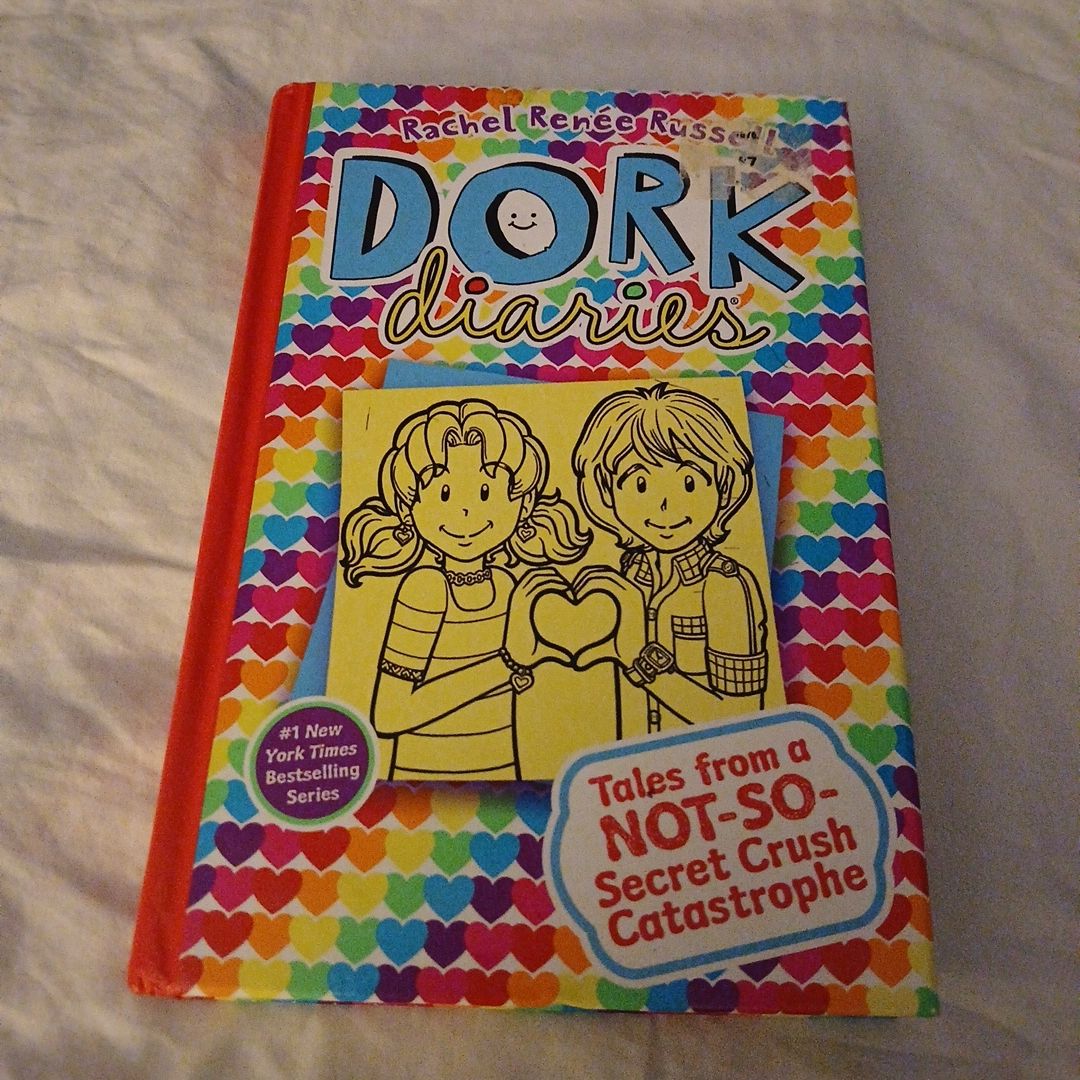 Rachel Renée Russell
DORK
diaries®
#1 New
York Times
Bestselling
Series
Tales from a
NOT-SO-
Secret Crush
Catastrophe